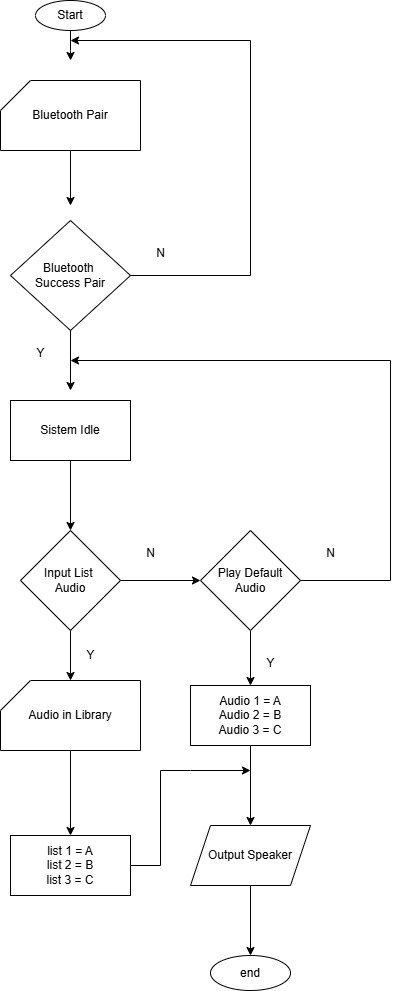 Start
Bluetooth Pair
Bluetooth
Success Pair
N
Y
Sistem Idle
Input List
Audio
N
Play Default
Audio
N
Y
Y
Audio in Library
Audio 1 = A
Audio 2 = B
Audio 3 = C
list 1 = A
list 2 = B
list 3 = C
Output Speaker
end